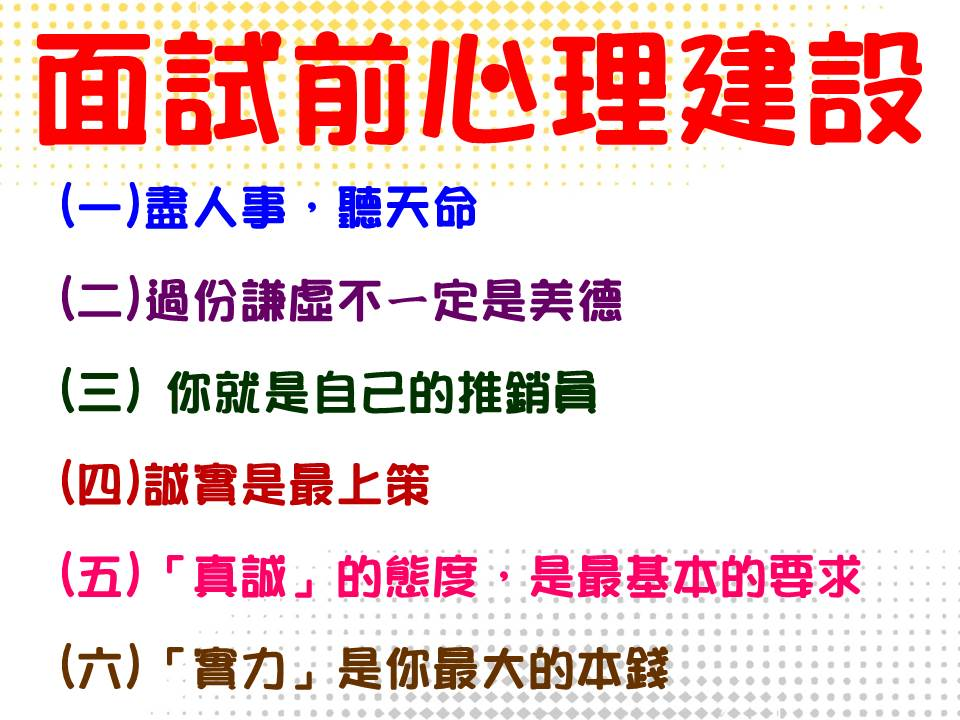 面試前心理建設
(一)盡人事，聽天命
(二)過份謙虛不一定是美德
(三) 你就是自己的推銷員
(四)誠實是最上策
(五)「真誠」的態度，是最基本的要求
(六)「實力」是你最大的本錢